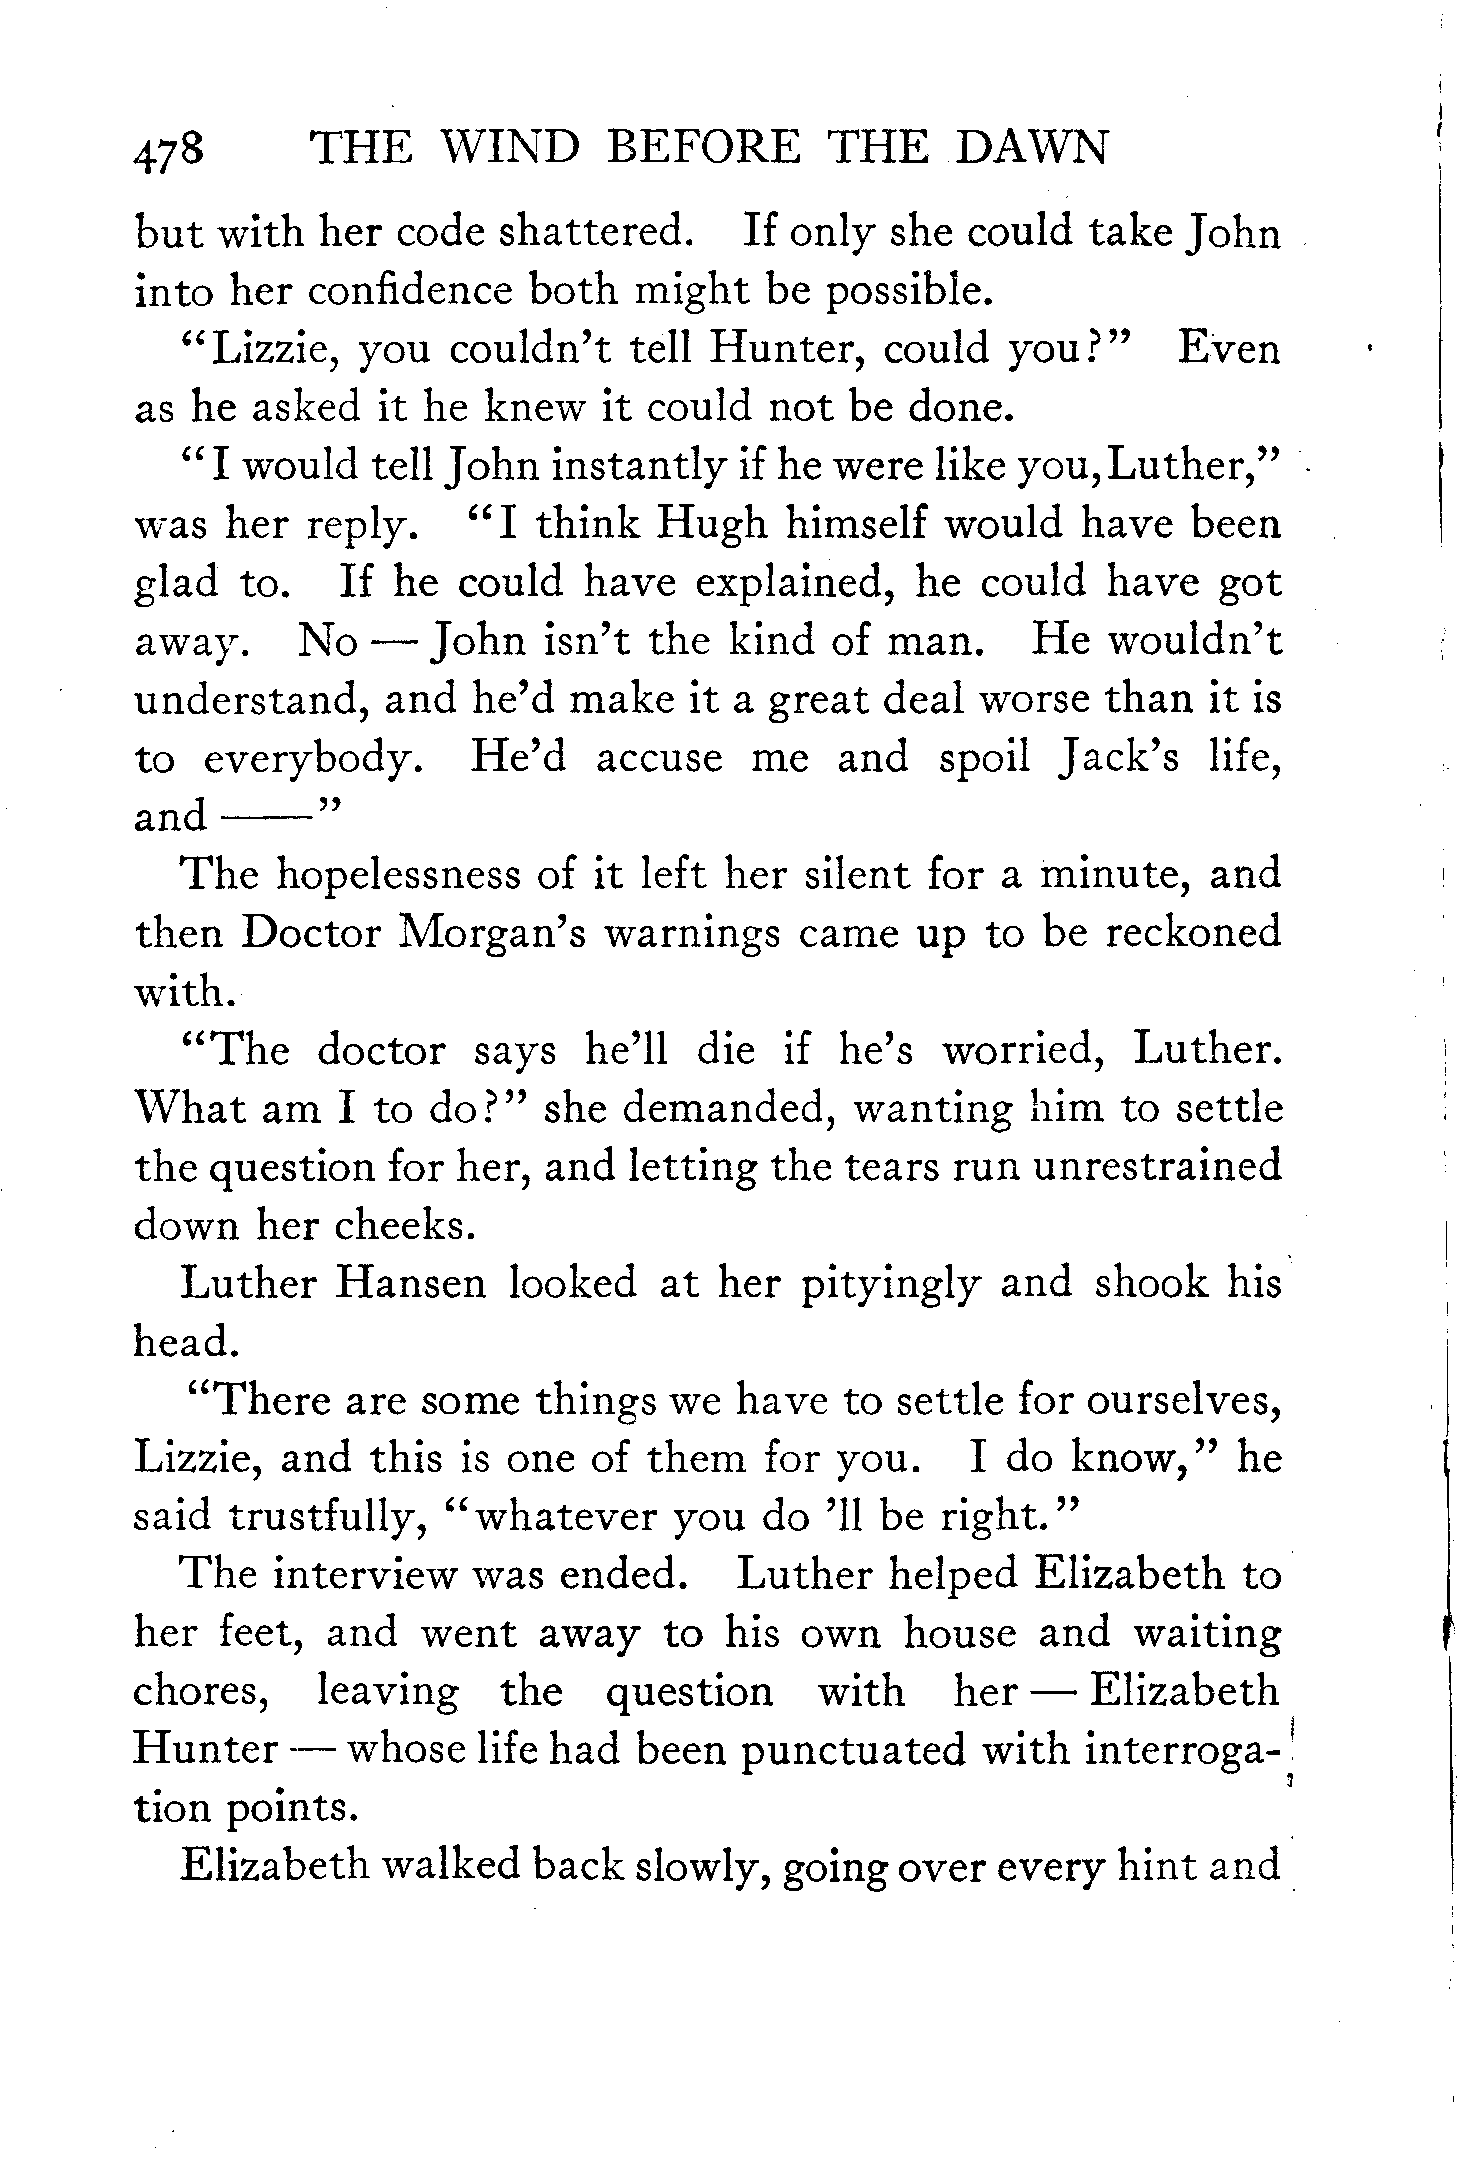 478 THE WIND BEFORE THE DAWN
but with her code shattered. If only she could take John
into her confidence both might be possible.
“Lizzie, you couldn’t tell Hunter, could you?” Even
as he asked it he knew it could not be done.
“I would tell John instantly if he were like you, Luther,”
was her reply. “I think Hugh himself would have been
glad to. If he could have explained, he could have got
away. No — John isn’t the kind of man. He wouldn’t
understand, and he’d make it a great deal worse than it is
to everybody. He’d accuse me and spoil Jack’s life,
and ——”
The hopelessness of it left her silent for a minute, and
then Doctor Morgan’s warnings came up to be reckoned
with.
“The doctor says he’ll die if he’s worried, Luther.
What am I to do?” she demanded, wanting him to settle
the question for her, and letting the tears run unrestrained
down her cheeks.
Luther Hansen looked at her pityingly and shook his
head.
“There are some things we have to settle for ourselves,
Lizzie, and this is one of them for you. I do know,” he
said trustfully, “whatever you do ’ll be right.”
The interview was ended. Luther helped Elizabeth to
her feet, and went away to his own house and waiting
chores, leaving the question with her — Elizabeth
Hunter — whose life had been punctuated with interroga-
tion points.
Elizabeth walked back slowly, going over every hint and